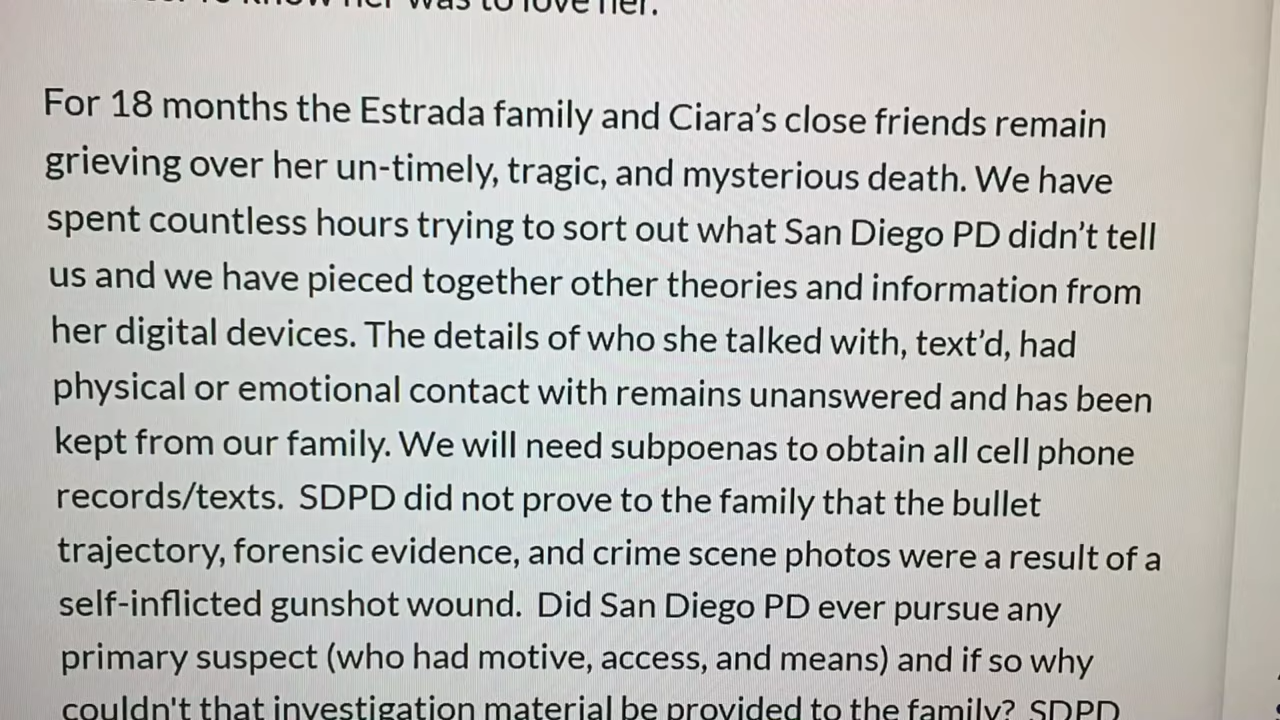 to know her was to love her.
For 18 months the Estrada family and Ciara's close friends remain
grieving over her un-timely, tragic, and mysterious death. We have
spent countless hours trying to sort out what San Diego PD didn't tell
us and we have pieced together other theories and information from
her digital devices. The details of who she talked with, text'd, had
physical or emotional contact with remains unanswered and has been
kept from our family. We will need subpoenas to obtain all cell phone
records/texts.  SDPD did not prove to the family that the bullet
trajectory, forensic evidence, and crime scene photos were a result of a
self-inflicted gunshot wound.  Did San Diego PD ever pursue any
primary suspect (who had motive, access, and means) and if so why
couldn't that investigation material be provided to the family?  SDPD